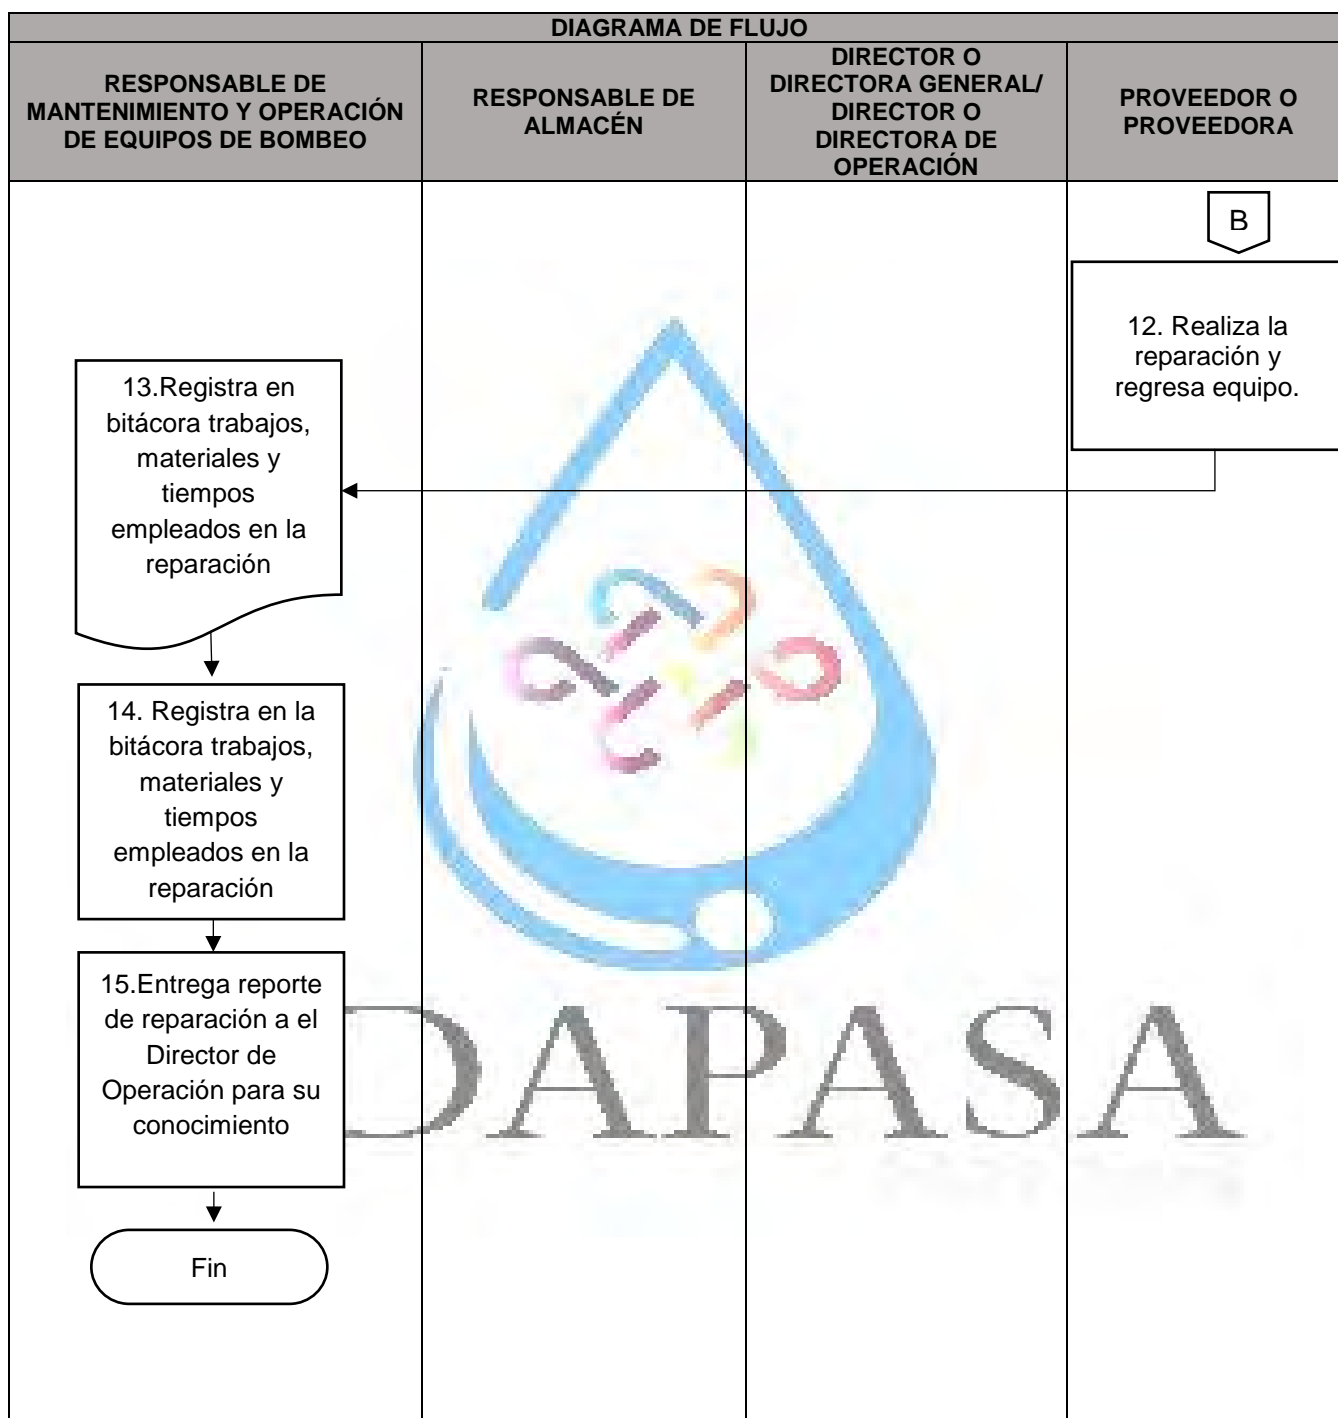 DIAGRAMA DE FLUJO
RESPONSABLE DE
MANTENIMIENTO Y OPERACIÓN
DE EQUIPOS DE BOMBEO
RESPONSABLE DE
ALMACÉN
DIRECTOR O
DIRECTORA GENERAL/
DIRECTOR O
DIRECTORA DE
OPERACIÓN
PROVEEDOR O
PROVEEDORA
B
12. Realiza la
reparación y
regresa equipo.
13.Registra en
bitácora trabajos,
materiales y
tiempos
empleados en la
reparación
14. Registra en la
bitácora trabajos,
materiales y
tiempos
empleados en la
reparación
15.Entrega reporte
de reparación a el
Director de
Operación para su
conocimiento
Fin
DAPASA